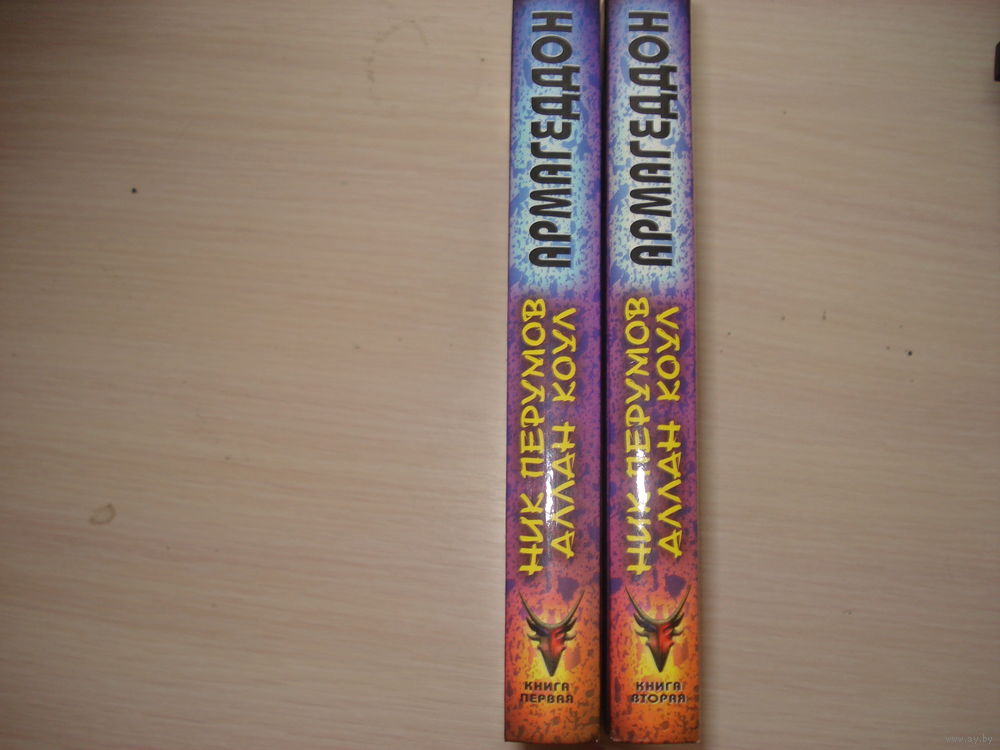 АРМАГЕДДОН
НИК ПЕРУМОВ
АЛЛАН КОУЛ
КНИГА
ПЕРВАЯ
АРМАГЕДДОН
НИК ПЕРУМОВ
АЛЛАН КОУЛ
КНИГА
ВТОРАЯ
www.ay.by